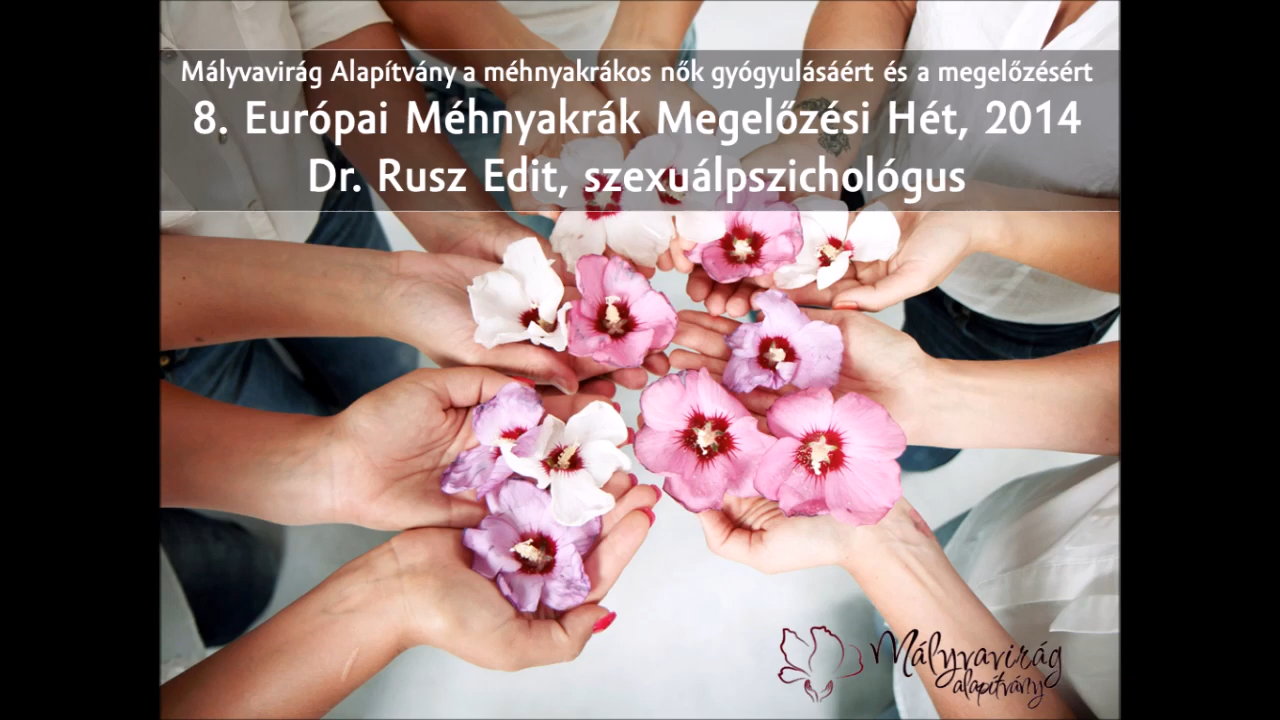 Mályvavirág Alapítvány a méhnyakrákos nők gyógyulásáért és a megelőzésért
8. Európai Méhnyakrák Megelőzési Hét, 2014
Dr. Rusz Edit, szexuálpszichológus
Mályvavirág
alapítvány